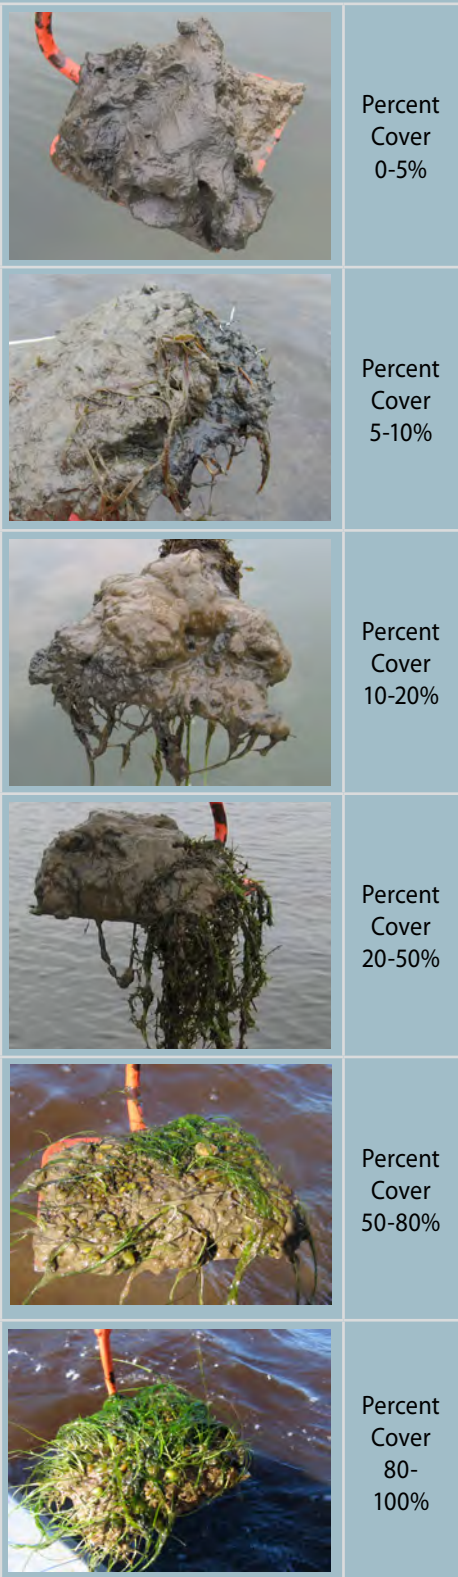 Percent
Cover
0-5%
Percent
Cover
5-10%
Percent
Cover
10-20%
Percent
Cover
20-50%
Percent
Cover
50-80%
Percent
Cover
80-
100%